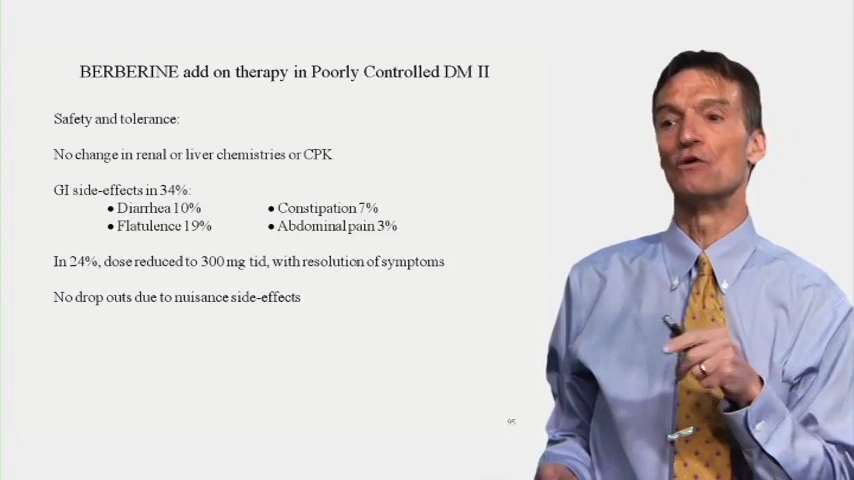 BERBERINE add on therapy in Poorly Controlled DM II
Safety and tolerance:
No change in renal or liver chemistries or CPK
GI side-effects in 34%:
• Diarrhea 10% • Constipation 7%
• Flatulence 19% • Abdominal pain 3%
In 24%, dose reduced to 300 mg tid, with resolution of symptoms
No drop outs due to nuisance side-effects
95